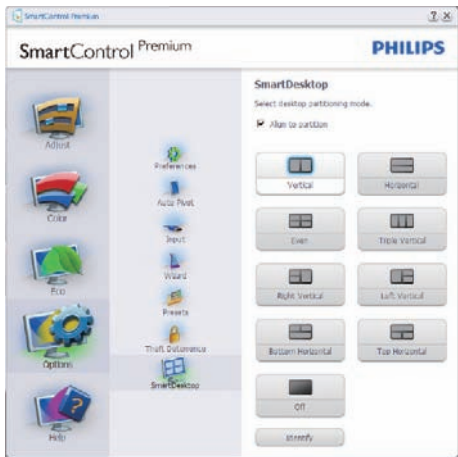 SmartControl Premium
SmartControl Premium
PHILIPS
Adjust
Color
Eco
Options
Help
Preferences
Auto Pivot
Input
Wizard
Presets
Theft Deterrence
SmartDesktop
SmartDesktop
Select desktop partitioning mode.
Align to partition
Vertical
Horizontal
Even
Triple Vertical
Right Vertical
Left Vertical
Bottom Horizontal
Top Horizontal
Off
Identify